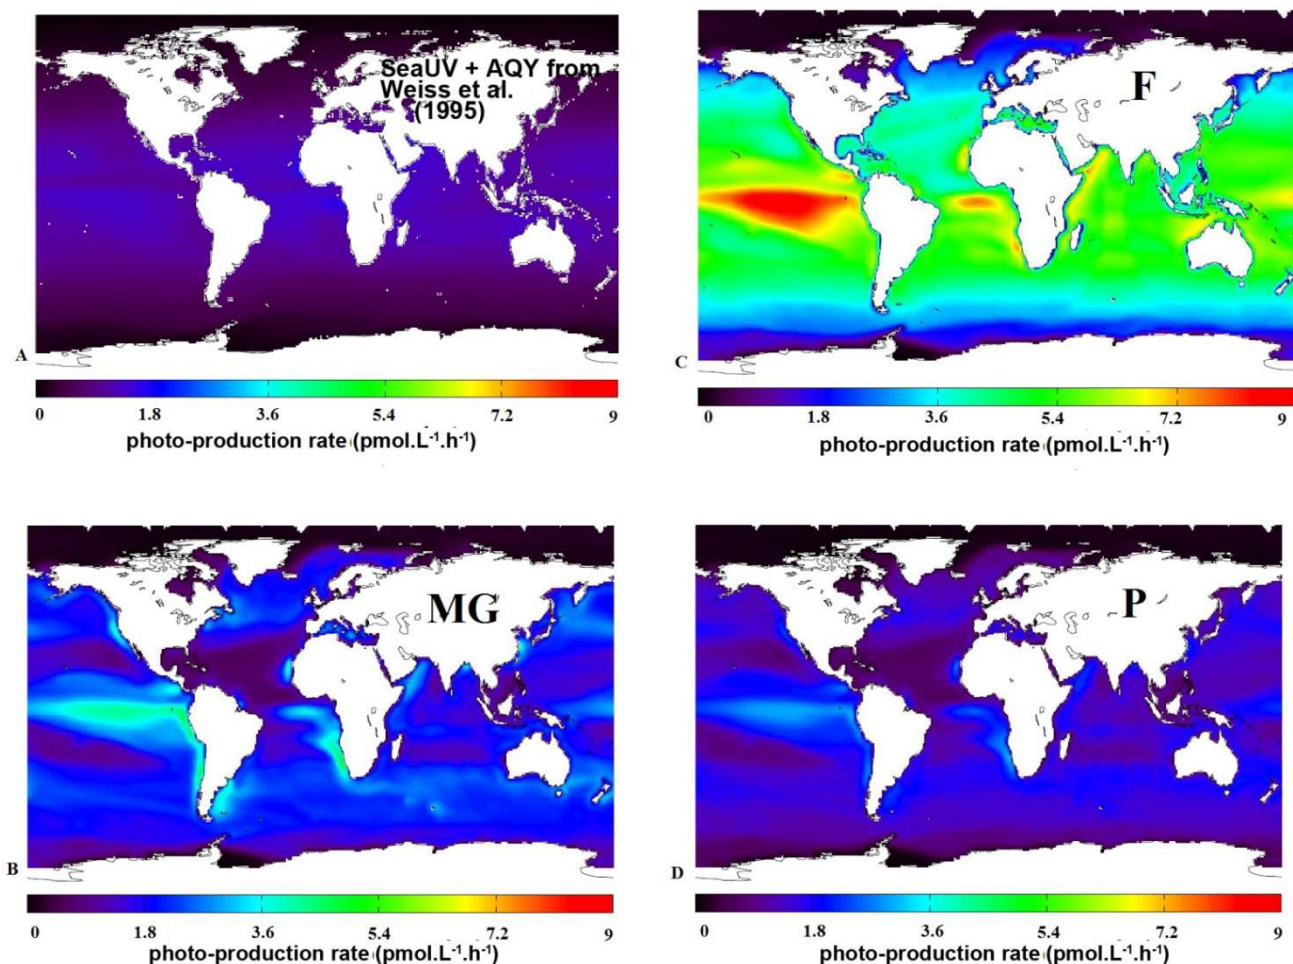 SeaUV + AQY from
Weiss et al.
(1995)
A
0 1.8 3.6 5.4 7.2 9
photo-production rate (pmol.L⁻¹.h⁻¹)
F
C
0 1.8 3.6 5.4 7.2 9
photo-production rate (pmol.L⁻¹.h⁻¹)
MG
B
0 1.8 3.6 5.4 7.2 9
photo-production rate (pmol.L⁻¹.h⁻¹)
P
D
0 1.8 3.6 5.4 7.2 9
photo-production rate (pmol.L⁻¹.h⁻¹)